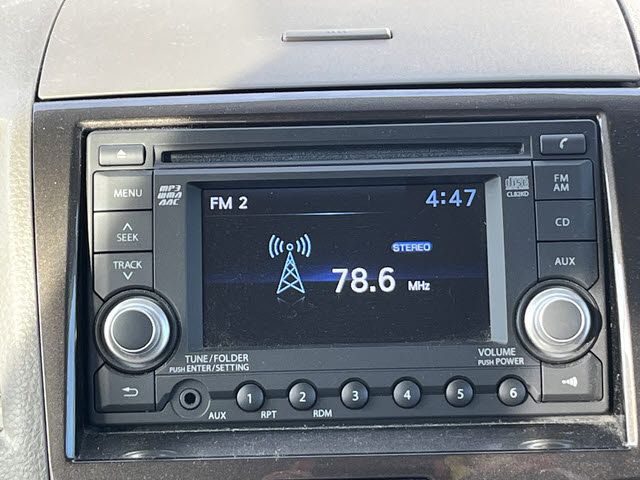 MENU
MP3
WMA
AAC
FM 2
4:47
CL82KD
FM
AM
SEEK
STEREO
CD
TRACK
78.6 MHz
AUX
TUNE/FOLDER
PUSH ENTER/SETTING
VOLUME
PUSH POWER
1 2 3 4 5 6
AUX RPT RDM